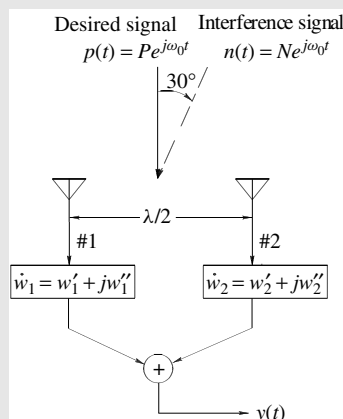 Desired signal Interference signal
p(t) = Pe^{jω₀t} n(t) = Ne^{jω₀t}
30°
λ/2
#1 #2
ẇ₁ = w′₁ + jw″₁ ẇ₂ = w′₂ + jw″₂
+
y(t)